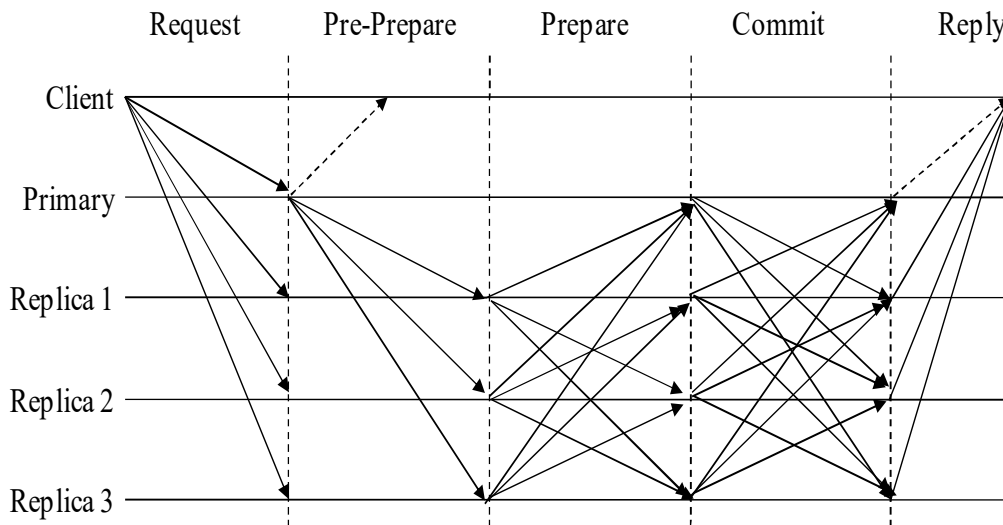 Request Pre-Prepare Prepare Commit Reply
Client
Primary
Replica 1
Replica 2
Replica 3